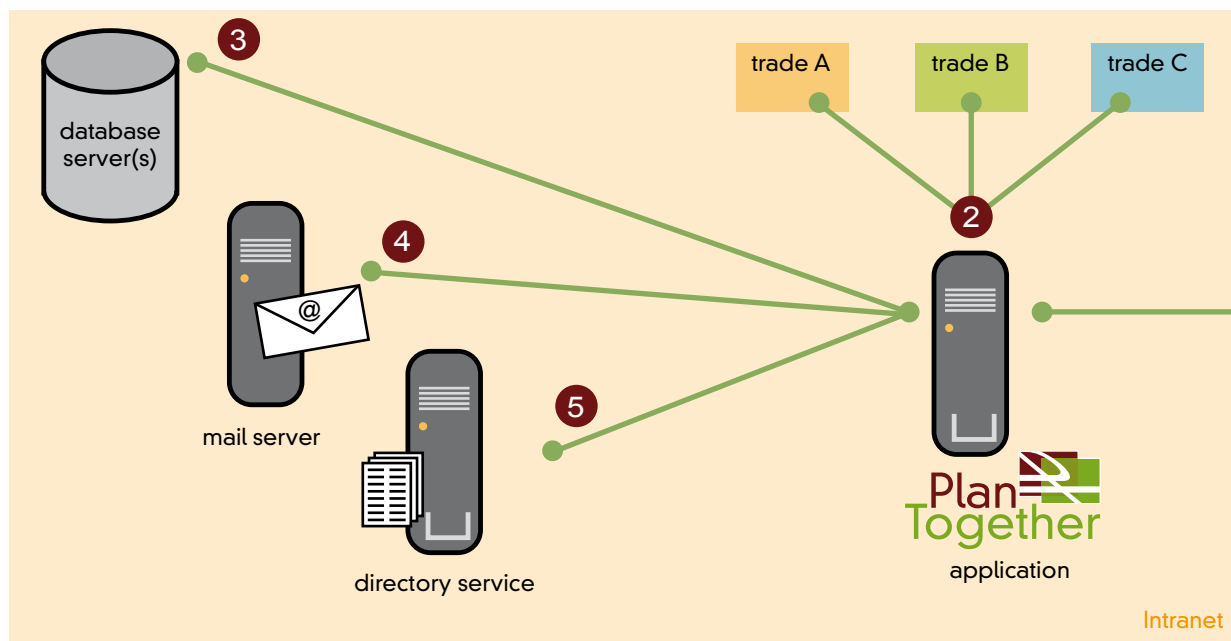 3
trade A
trade B
trade C
database
server(s)
2
4
@
5
mail server
Plan
Together
directory service
application
Intranet